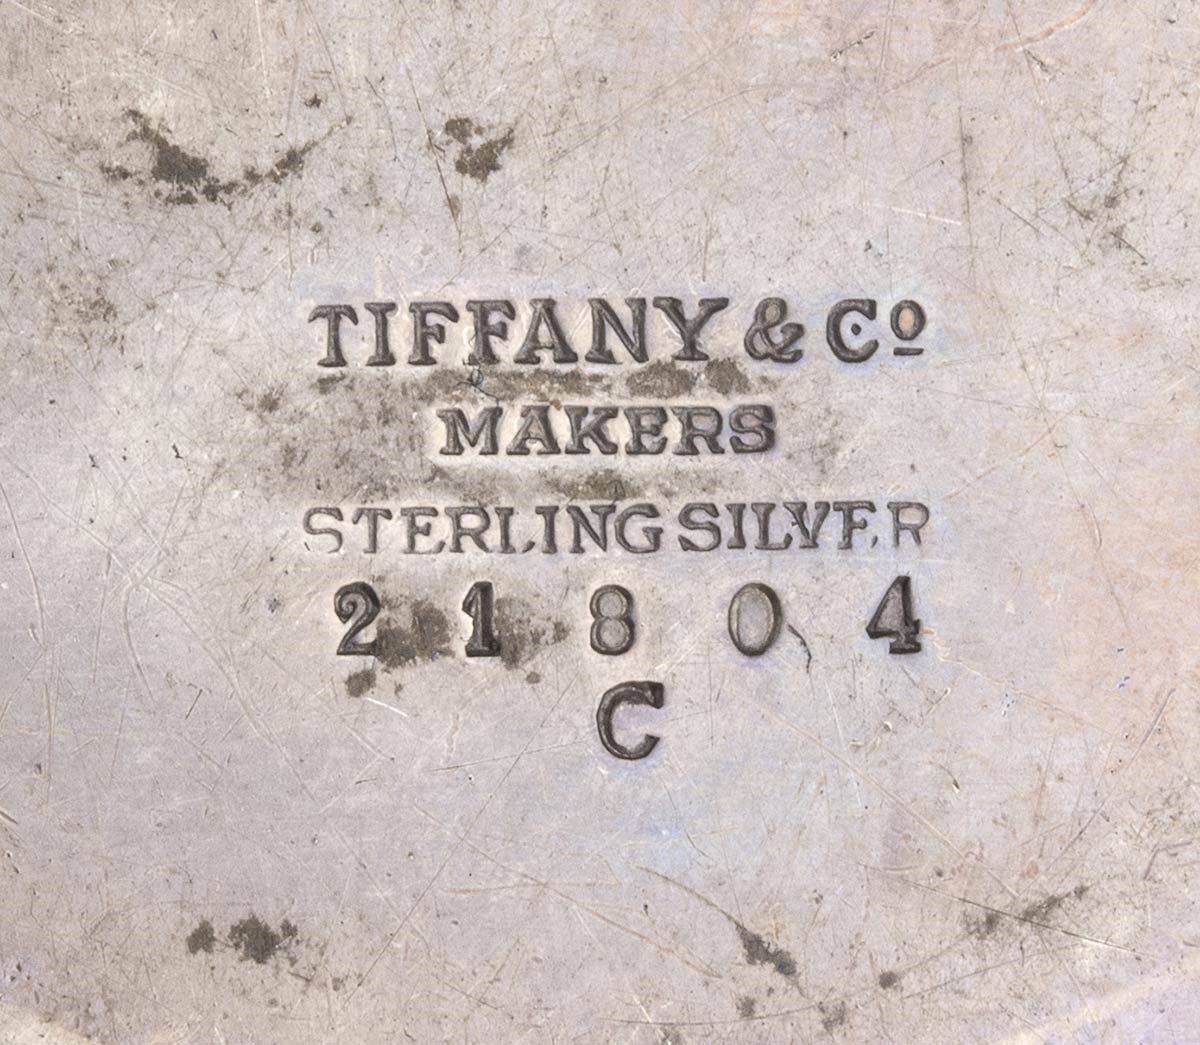 TIFFANY & Cº
MAKERS
STERLING SILVER
21804
C